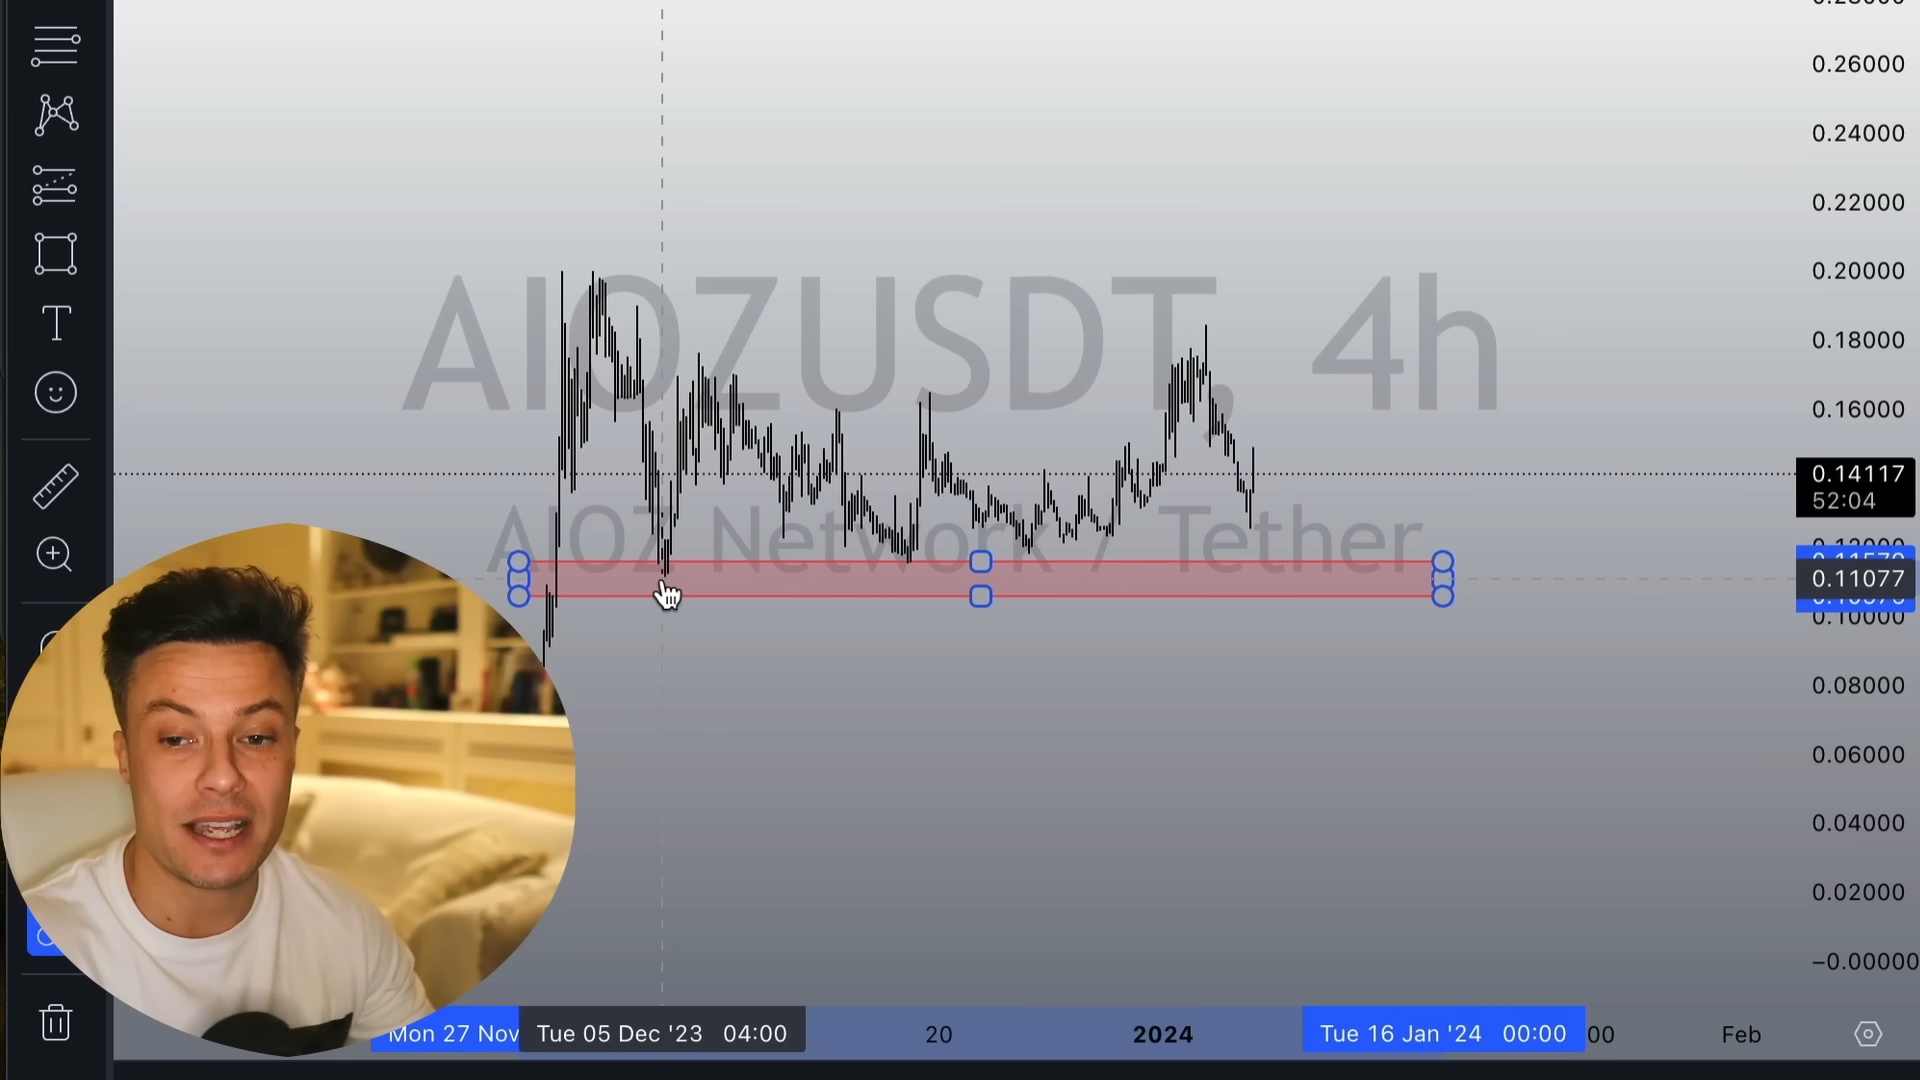 0.26000
0.24000
0.22000
AIOZUSDT, 4h
0.20000
0.18000
0.16000
0.14117
52:04
AIOZ Network / Tether
0.11077
0.10000
0.08000
0.06000
0.04000
0.02000
−0.00000
Mon 27 Nov
Tue 05 Dec '23 04:00
20
2024
Tue 16 Jan '24 00:00
Feb